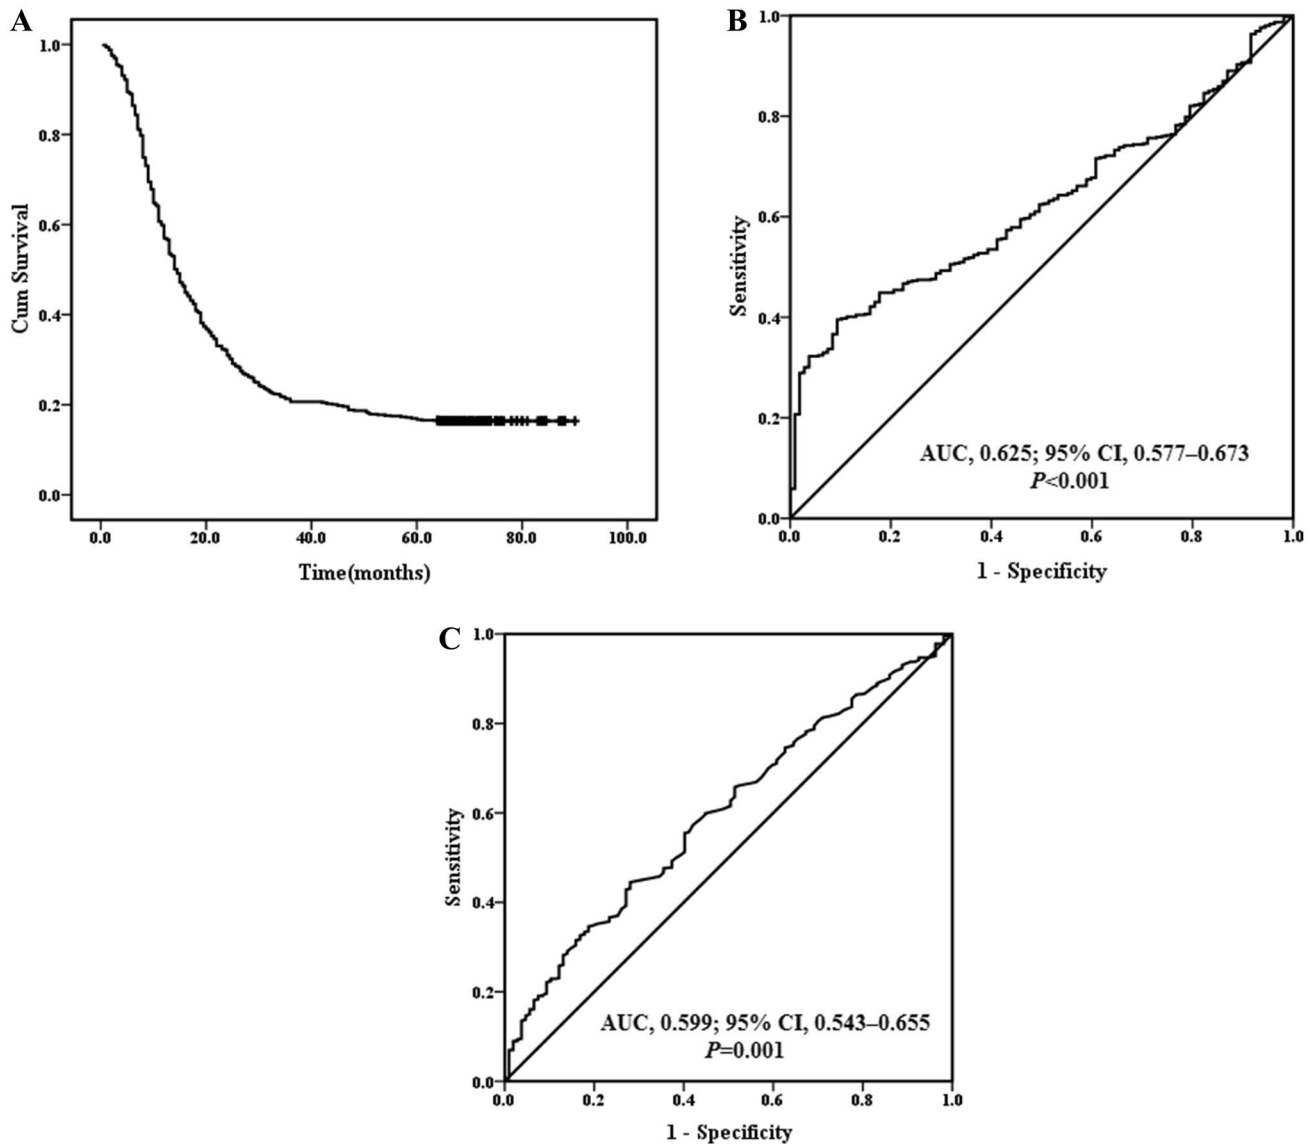 A
1.0
0.8
0.6
0.4
0.2
0.0
Cum Survival
0.0 20.0 40.0 60.0 80.0 100.0
Time(months)
B
1.0
0.8
0.6
0.4
0.2
0.0
Sensitivity
AUC, 0.625; 95% CI, 0.577–0.673
P<0.001
0.0 0.2 0.4 0.6 0.8 1.0
1 - Specificity
C
1.0
0.8
0.6
0.4
0.2
0.0
Sensitivity
AUC, 0.599; 95% CI, 0.543–0.655
P=0.001
0.0 0.2 0.4 0.6 0.8 1.0
1 - Specificity